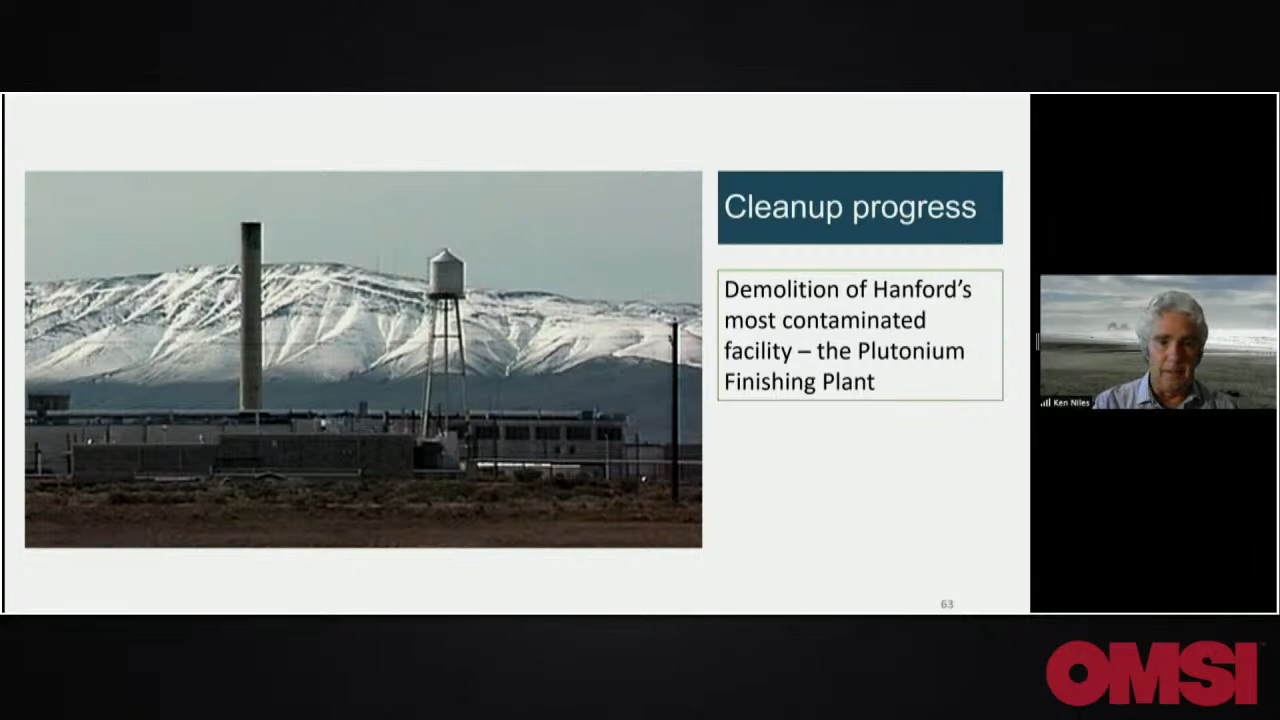 Cleanup progress
Demolition of Hanford's
most contaminated
facility – the Plutonium
Finishing Plant
Ken Niles
63
OMSI